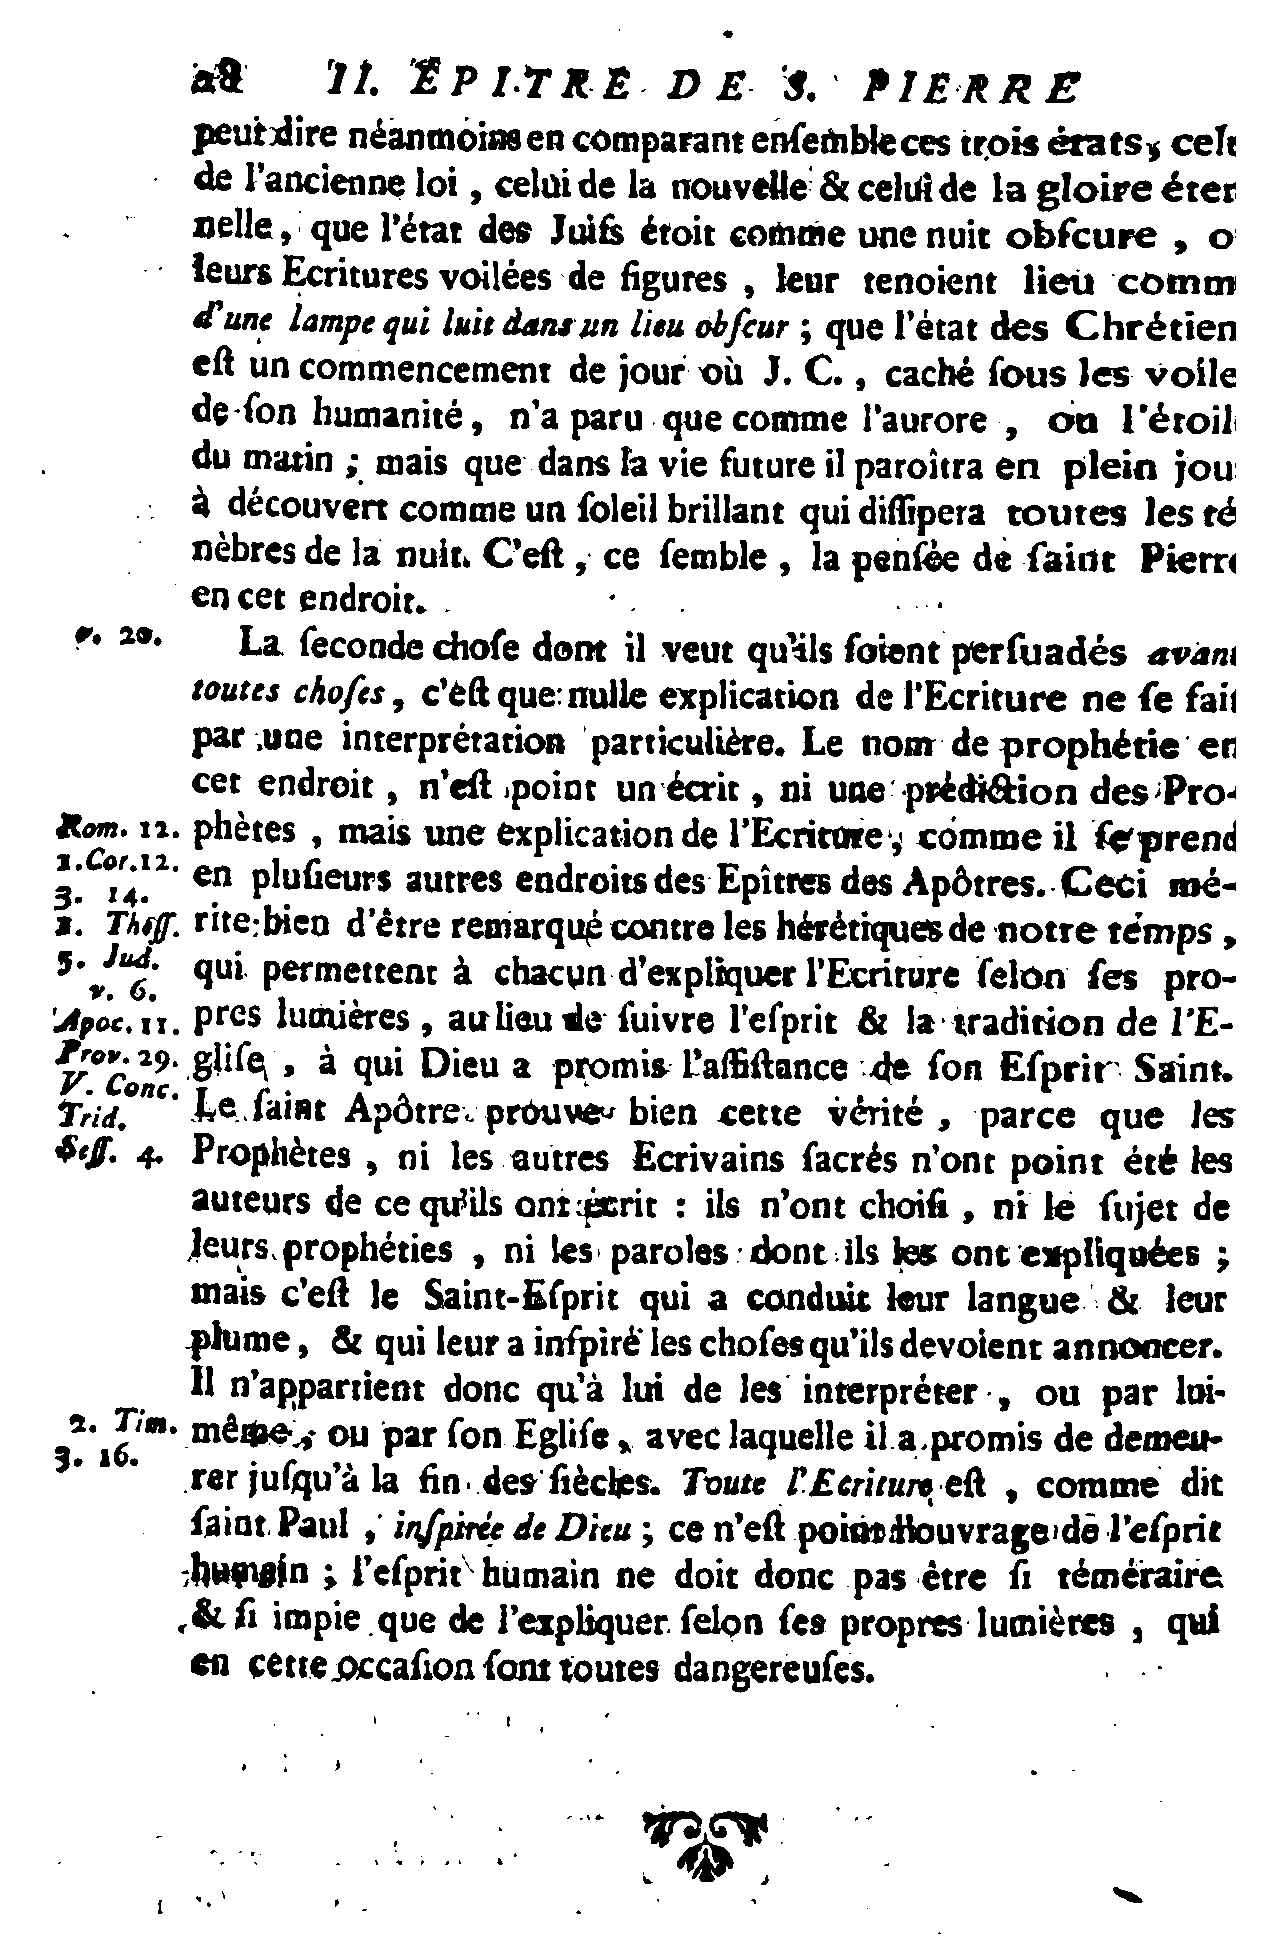 28 II. ÉPITRE DE S. PIERRE
peut dire néanmoins en comparant enſemble ces trois états, cel
de l'ancienne loi, celui de la nouvelle & celui de la gloire éter
nelle, que l'état des Juifs étoit comme une nuit obſcure, o
leurs Ecritures voilées de figures, leur tenoient lieu comm
d'une lampe qui luit dans un lieu obſcur ; que l'état des Chrétien
eſt un commencement de jour où J. C., caché ſous les voile
de ſon humanité, n'a paru que comme l'aurore, ou l'étoil
du matin ; mais que dans la vie future il paroîtra en plein jou
à découvert comme un ſoleil brillant qui diſſipera toutes les té
nèbres de la nuit. C'eſt, ce ſemble, la penſée de ſaint Pierre
en cet endroit.
v. 20. La ſeconde choſe dont il veut qu'ils ſoient perſuadés avant
toutes choſes, c'eſt que nulle explication de l'Ecriture ne ſe fait
par une interprétation particulière. Le nom de prophétie en
cet endroit, n'eſt point un écrit, ni une prédiction des Pro-
Rom. 12. phètes, mais une explication de l'Ecriture, comme il ſe prend
1. Cor. 12.
3. 14. en pluſieurs autres endroits des Epîtres des Apôtres. Ceci mé-
1. Theſſ. rite bien d'être remarqué contre les hérétiques de notre temps,
5. Jud. qui permettent à chacun d'expliquer l'Ecriture ſelon ſes pro-
v. 6.
Apoc. 11. pres lumières, au lieu de ſuivre l'eſprit & la tradition de l'E-
Prov. 29. gliſe, à qui Dieu a promis l'aſſiſtance de ſon Eſprit Saint.
V. Conc.
Trid. Le ſaint Apôtre prouve bien cette vérité, parce que les
Seſſ. 4. Prophètes, ni les autres Ecrivains ſacrés n'ont point été les
auteurs de ce qu'ils ont écrit : ils n'ont choiſi, ni le ſujet de
leurs prophéties, ni les paroles dont ils les ont expliquées ;
mais c'eſt le Saint-Eſprit qui a conduit leur langue & leur
plume, & qui leur a inſpiré les choſes qu'ils devoient annoncer.
Il n'appartient donc qu'à lui de les interpréter, ou par lui-
2. Tim. même, ou par ſon Egliſe, avec laquelle il a promis de demeu-
3. 16.
rer juſqu'à la fin des ſiècles. Toute l'Ecriture eſt, comme dit
ſaint Paul, inſpirée de Dieu ; ce n'eſt point l'ouvrage de l'eſprit
humain ; l'eſprit humain ne doit donc pas être ſi téméraire
& ſi impie que de l'expliquer ſelon ſes propres lumières, qui
en cette occaſion ſont toutes dangereuſes.